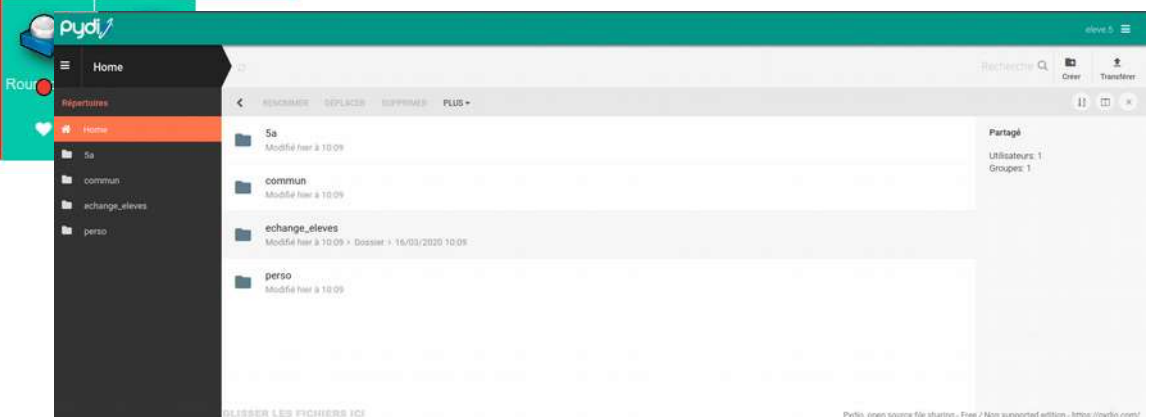 pydi
eleve.5
Home
Recherche
Créer
Transférer
Répertoires
RENOMMER DÉPLACER SUPPRIMER PLUS
Home
5a
commun
echange_eleves
perso
5a
Modifié hier à 10:09
commun
Modifié hier à 10:09
echange_eleves
Modifié hier à 10:09 › Dossier › 16/03/2020 10:09
perso
Modifié hier à 10:09
Partagé
Utilisateurs: 1
Groupes: 1
GLISSER LES FICHIERS ICI
Pydio, open source file sharing - Free / Non supported edition - https://pydio.com/